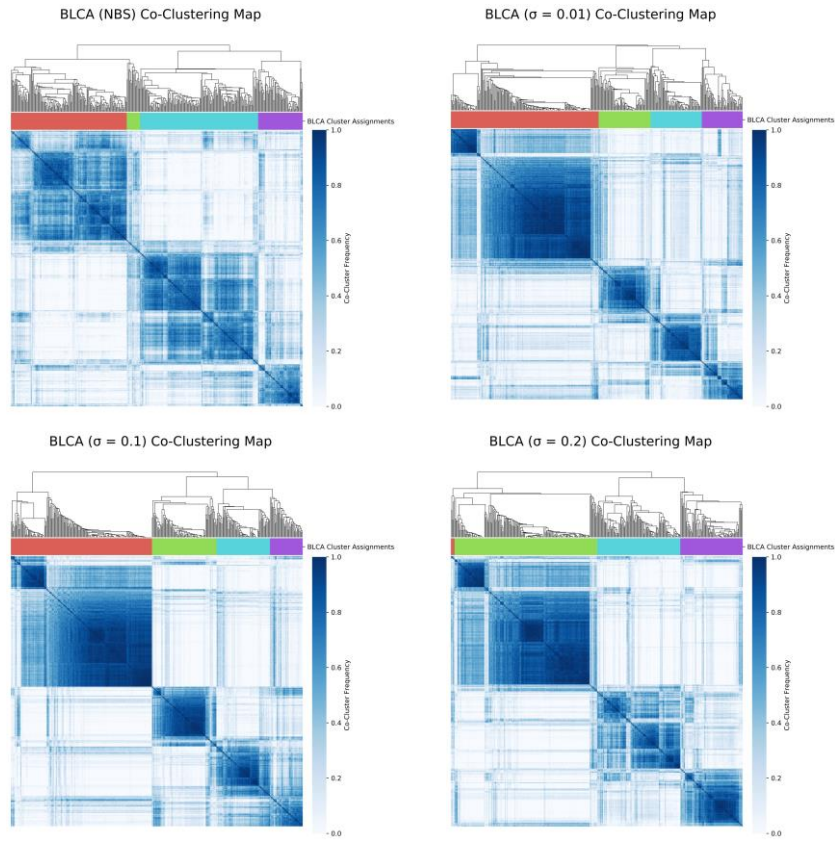 BLCA (NBS) Co-Clustering Map
BLCA Cluster Assignments
1.0
0.8
0.6
0.4
0.2
0.0
Co-Cluster Frequency
BLCA (σ = 0.01) Co-Clustering Map
BLCA Cluster Assignments
1.0
0.8
0.6
0.4
0.2
0.0
Co-Cluster Frequency
BLCA (σ = 0.1) Co-Clustering Map
BLCA Cluster Assignments
1.0
0.8
0.6
0.4
0.2
0.0
Co-Cluster Frequency
BLCA (σ = 0.2) Co-Clustering Map
BLCA Cluster Assignments
1.0
0.8
0.6
0.4
0.2
0.0
Co-Cluster Frequency